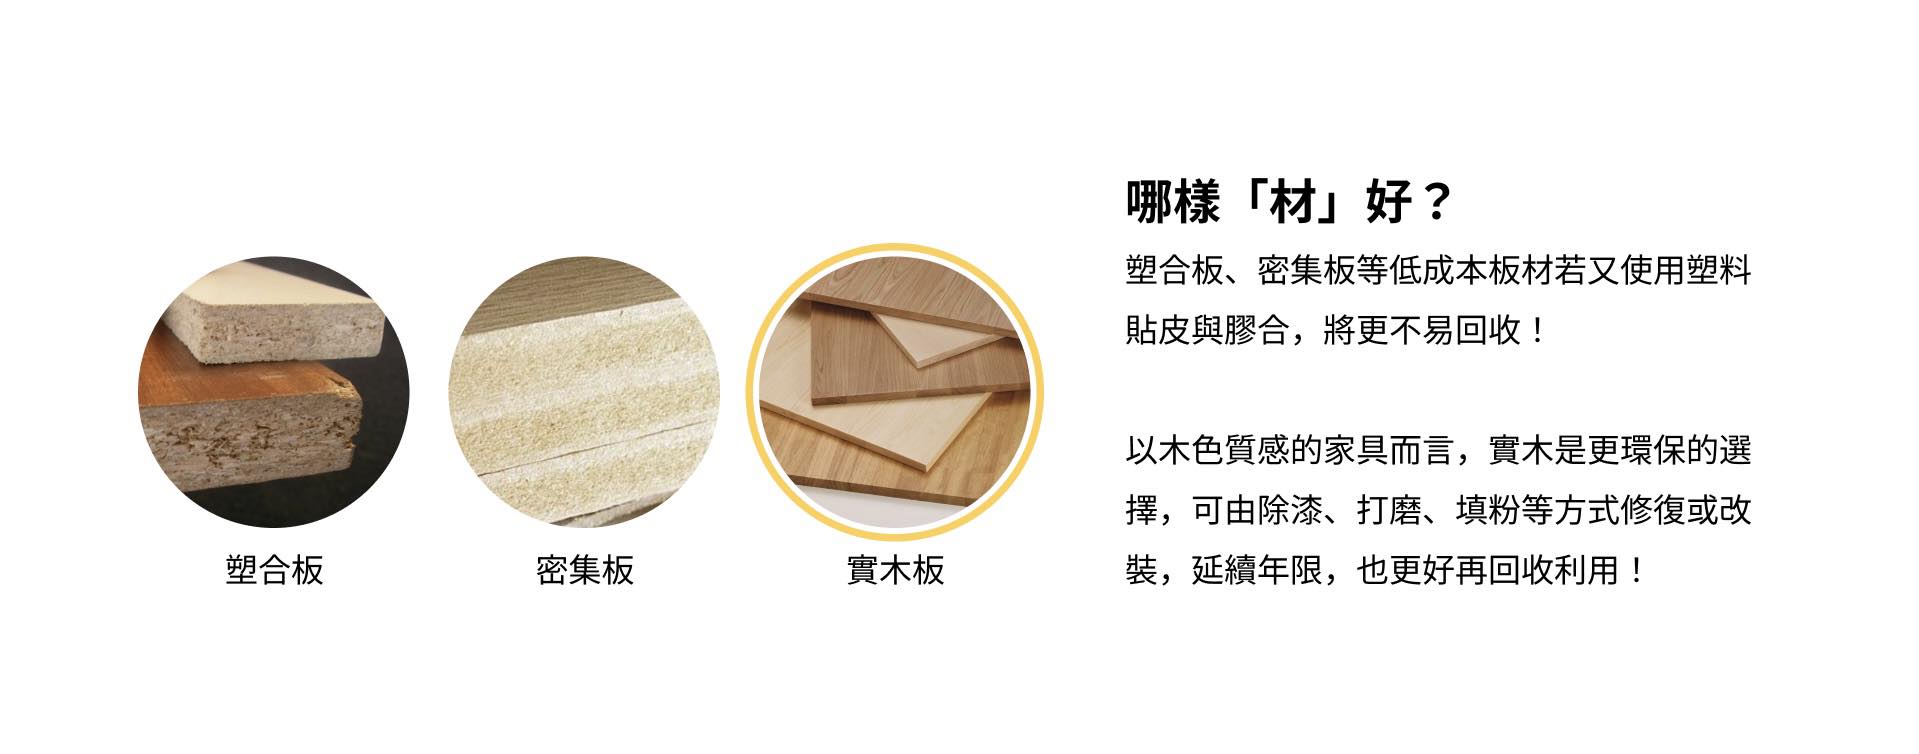 哪樣「材」好？
塑合板、密集板等低成本板材若又使用塑料
貼皮與膠合，將更不易回收！
以木色質感的家具而言，實木是更環保的選
擇，可由除漆、打磨、填粉等方式修復或改
裝，延續年限，也更好再回收利用！
塑合板
密集板
實木板